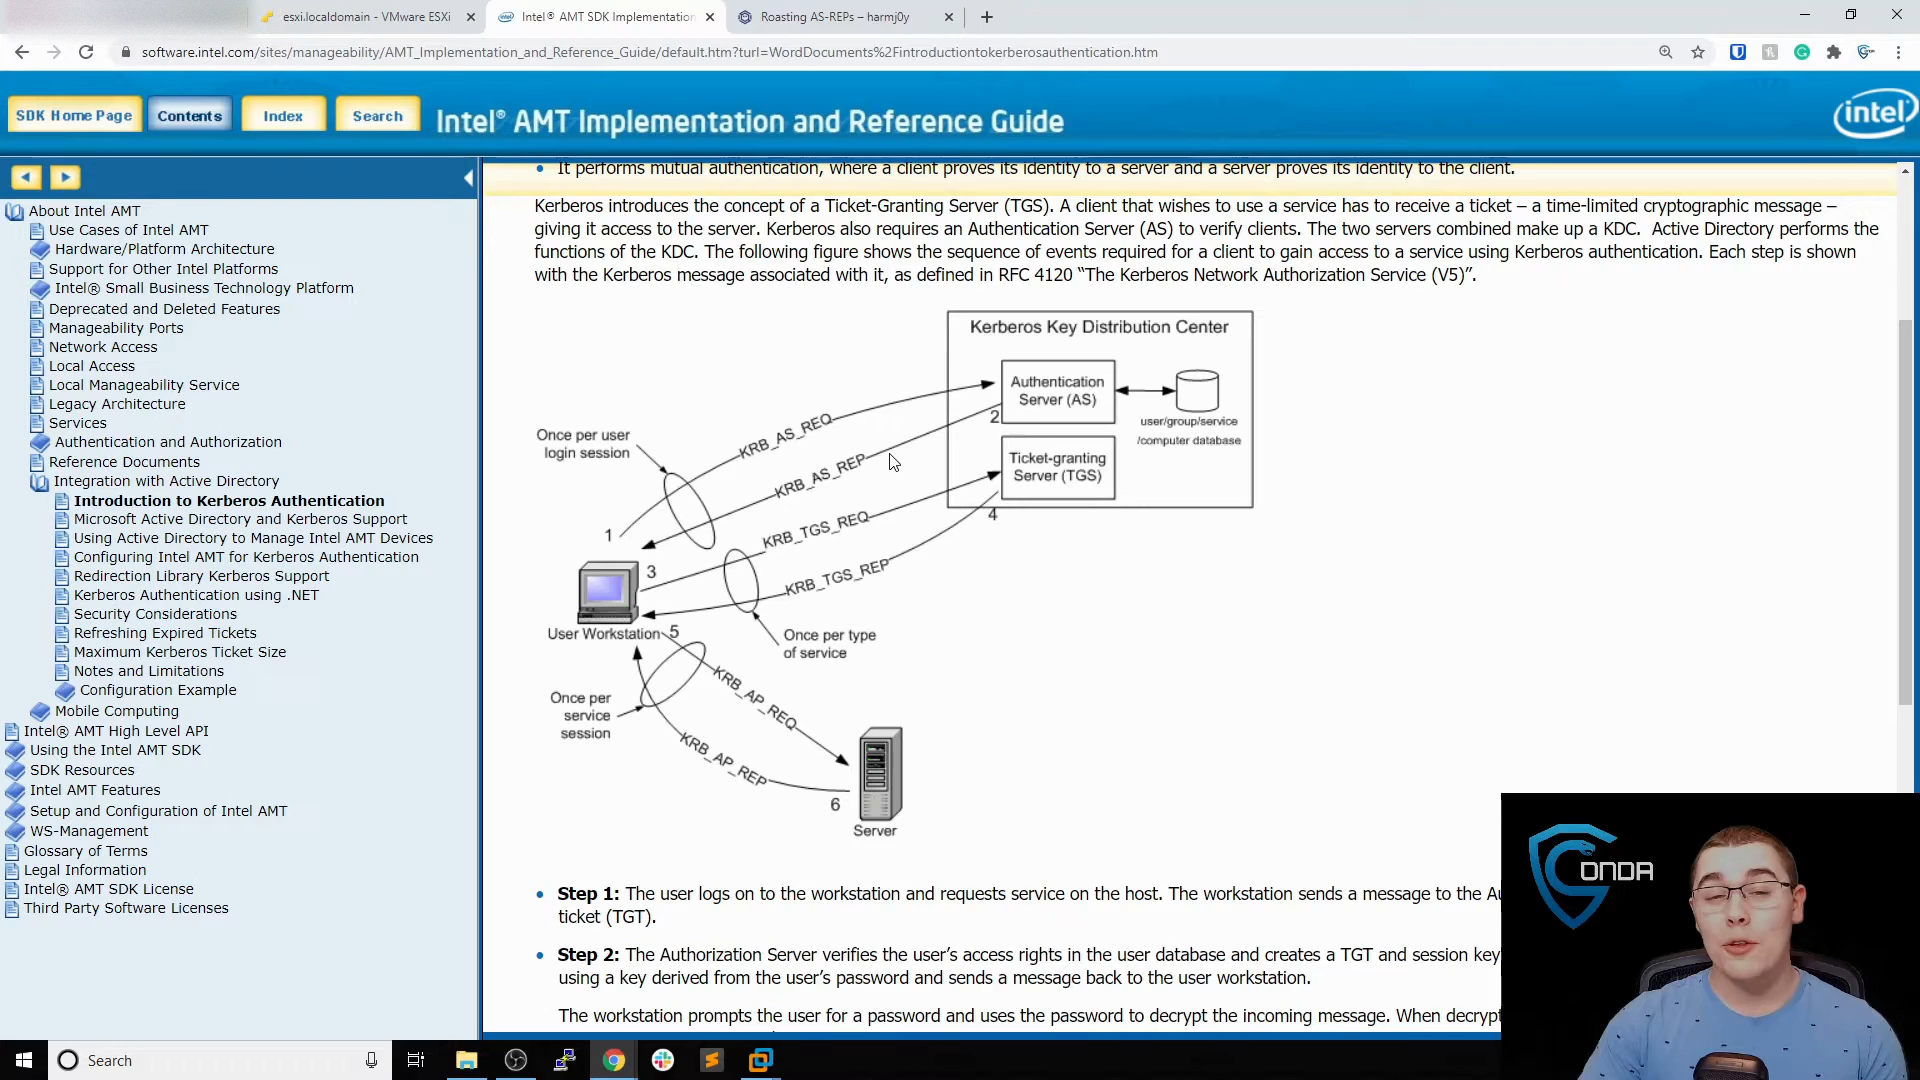 esxi.localdomain - VMware ESXi
Intel® AMT SDK Implementation
Roasting AS-REPs – harmj0y
software.intel.com/sites/manageability/AMT_Implementation_and_Reference_Guide/default.htm?turl=WordDocuments%2Fintroductiontokerberosauthentication.htm
SDK Home Page
Contents
Index
Search
Intel® AMT Implementation and Reference Guide
intel
About Intel AMT
Use Cases of Intel AMT
Hardware/Platform Architecture
Support for Other Intel Platforms
Intel® Small Business Technology Platform
Deprecated and Deleted Features
Manageability Ports
Network Access
Local Access
Local Manageability Service
Legacy Architecture
Services
Authentication and Authorization
Reference Documents
Integration with Active Directory
Introduction to Kerberos Authentication
Microsoft Active Directory and Kerberos Support
Using Active Directory to Manage Intel AMT Devices
Configuring Intel AMT for Kerberos Authentication
Redirection Library Kerberos Support
Kerberos Authentication using .NET
Security Considerations
Refreshing Expired Tickets
Maximum Kerberos Ticket Size
Notes and Limitations
Configuration Example
Mobile Computing
Intel® AMT High Level API
Using the Intel AMT SDK
SDK Resources
Intel AMT Features
Setup and Configuration of Intel AMT
WS-Management
Glossary of Terms
Legal Information
Intel® AMT SDK License
Third Party Software Licenses
• It performs mutual authentication, where a client proves its identity to a server and a server proves its identity to the client.
Kerberos introduces the concept of a Ticket-Granting Server (TGS). A client that wishes to use a service has to receive a ticket – a time-limited cryptographic message –
giving it access to the server. Kerberos also requires an Authentication Server (AS) to verify clients. The two servers combined make up a KDC. Active Directory performs the
functions of the KDC. The following figure shows the sequence of events required for a client to gain access to a service using Kerberos authentication. Each step is shown
with the Kerberos message associated with it, as defined in RFC 4120 “The Kerberos Network Authorization Service (V5)”.
Kerberos Key Distribution Center
Authentication
Server (AS)
user/group/service
/computer database
Ticket-granting
Server (TGS)
Once per user
login session
KRB_AS_REQ
2
KRB_AS_REP
KRB_TGS_REQ
4
1
3
KRB_TGS_REP
User Workstation
5
Once per type
of service
Once per
service
session
KRB_AP_REQ
KRB_AP_REP
6
Server
• Step 1: The user logs on to the workstation and requests service on the host. The workstation sends a message to the Au
ticket (TGT).
• Step 2: The Authorization Server verifies the user’s access rights in the user database and creates a TGT and session key
using a key derived from the user’s password and sends a message back to the user workstation.
The workstation prompts the user for a password and uses the password to decrypt the incoming message. When decrypt
ONDA
Search